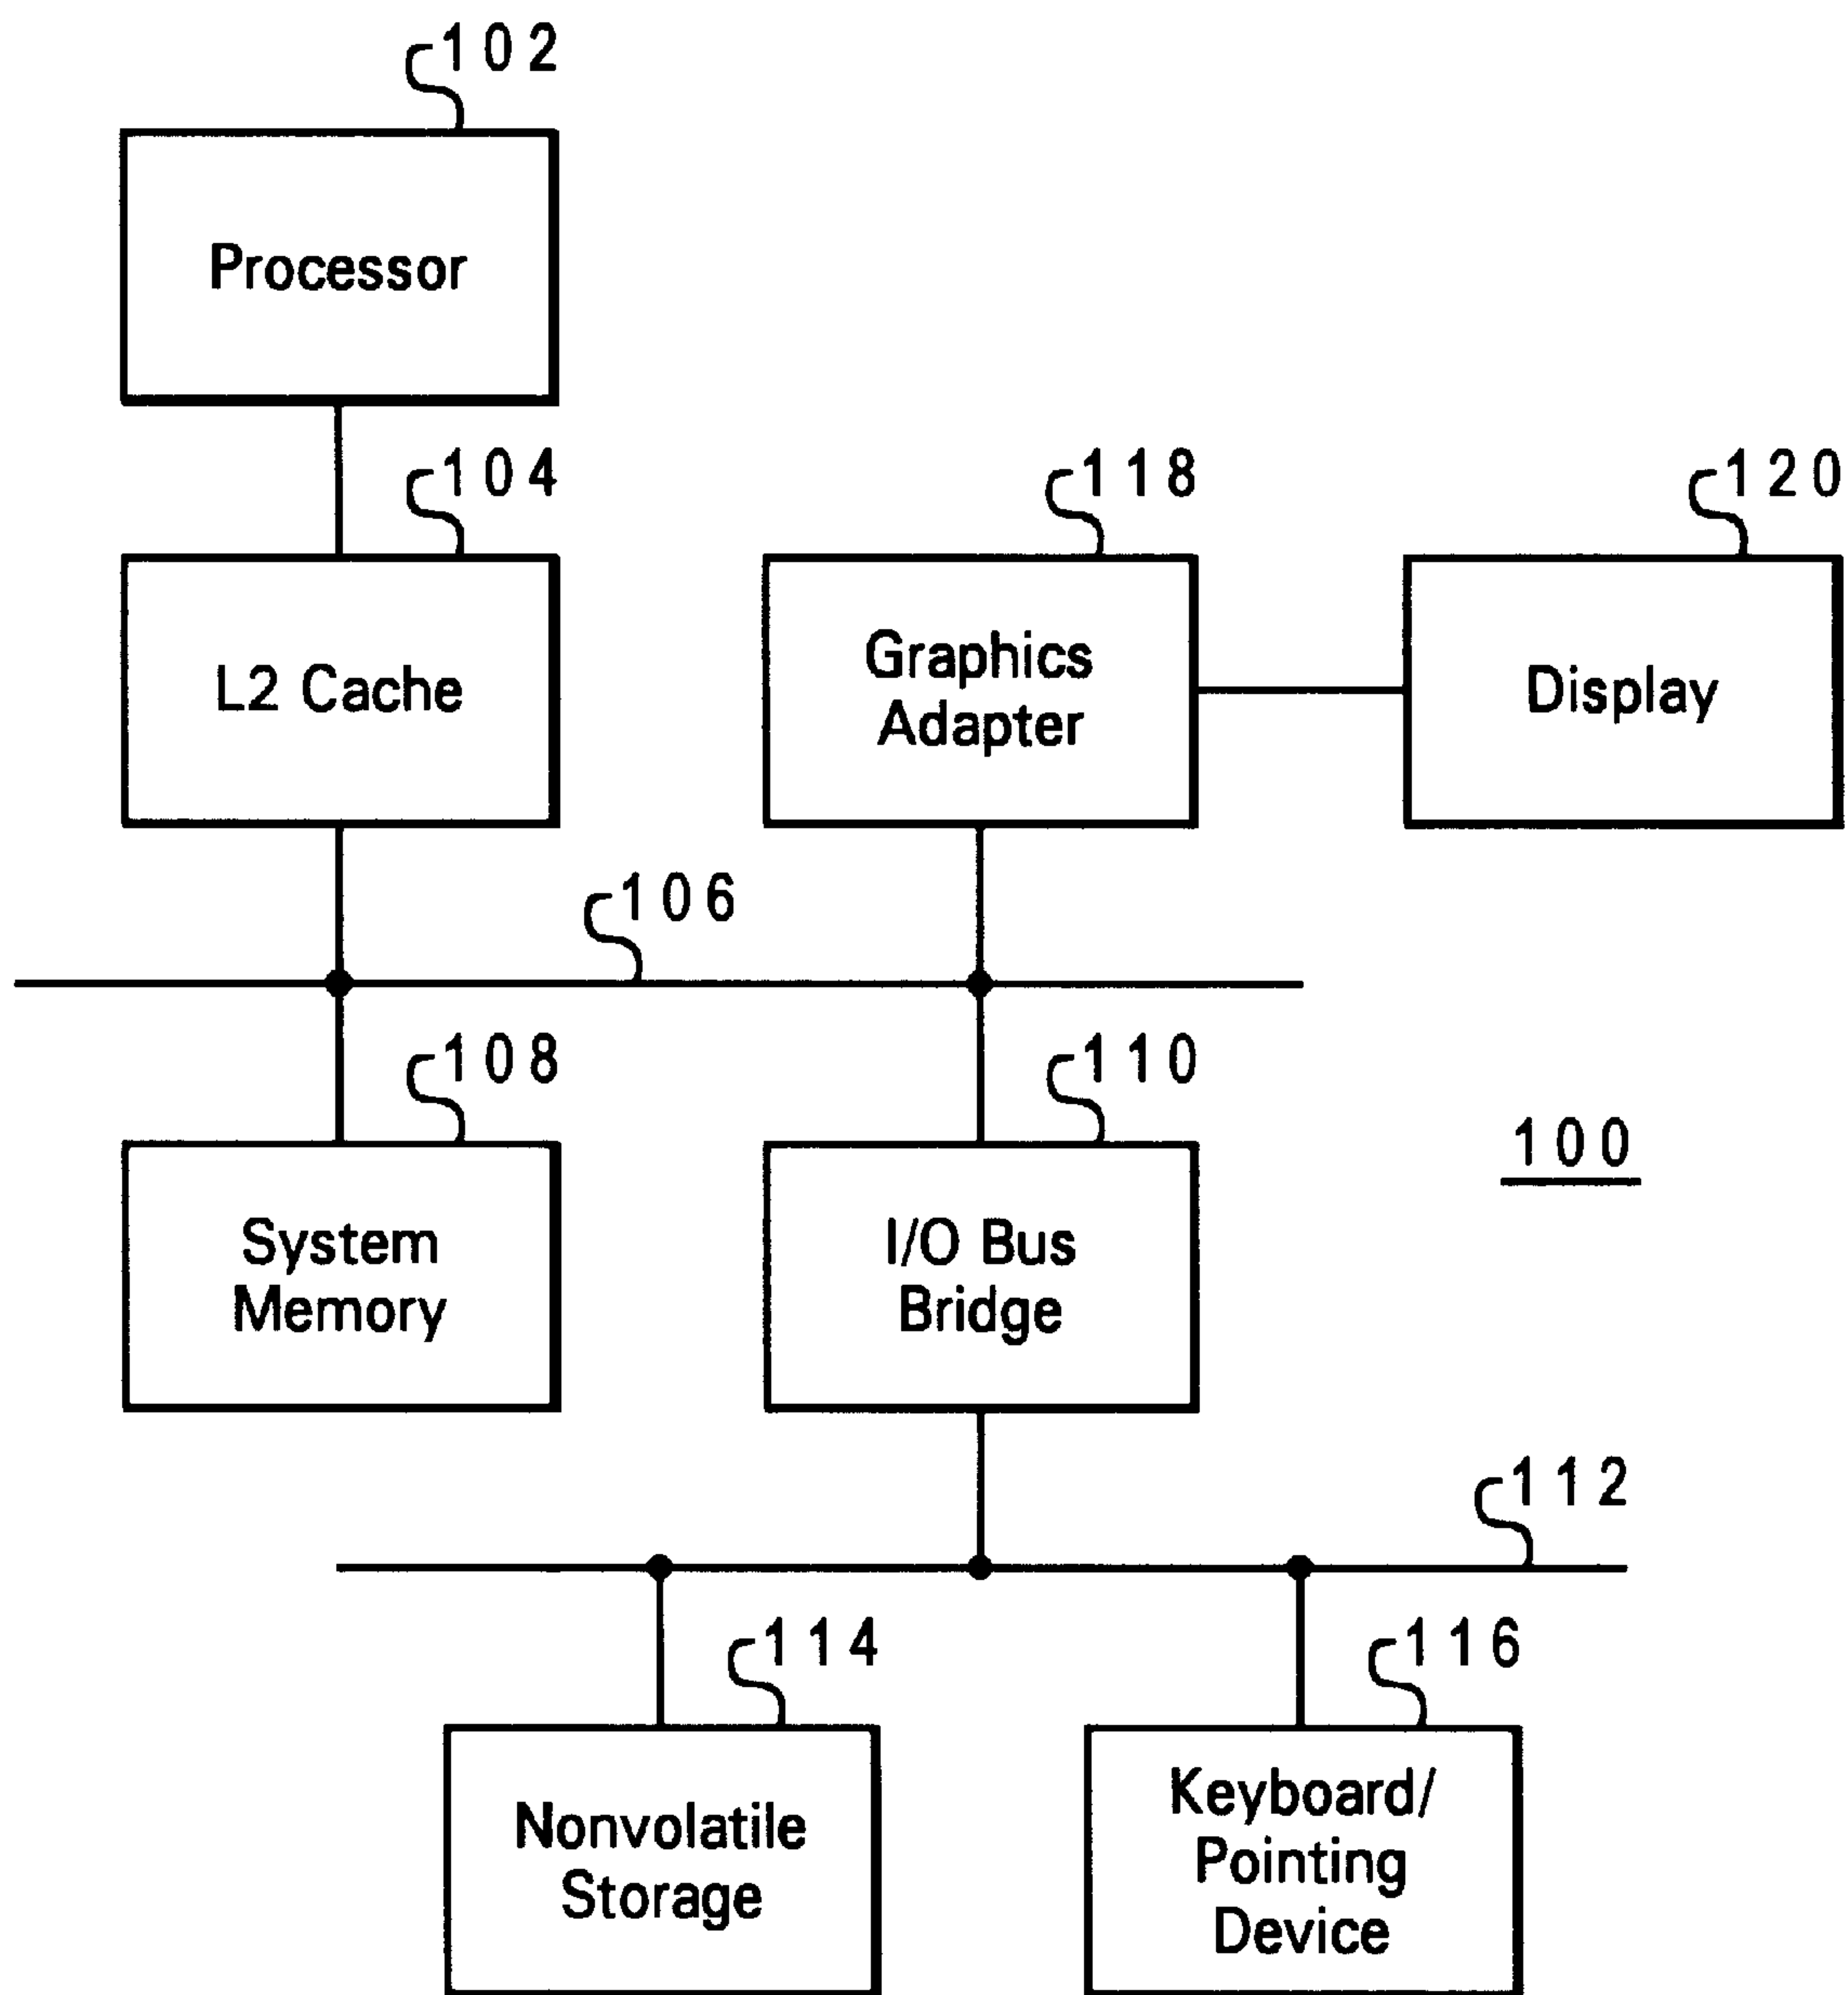 102
Processor
104
118
120
L2 Cache
Graphics
Adapter
Display
106
108
110
100
System
Memory
I/O Bus
Bridge
112
114
116
Nonvolatile
Storage
Keyboard/
Pointing
Device